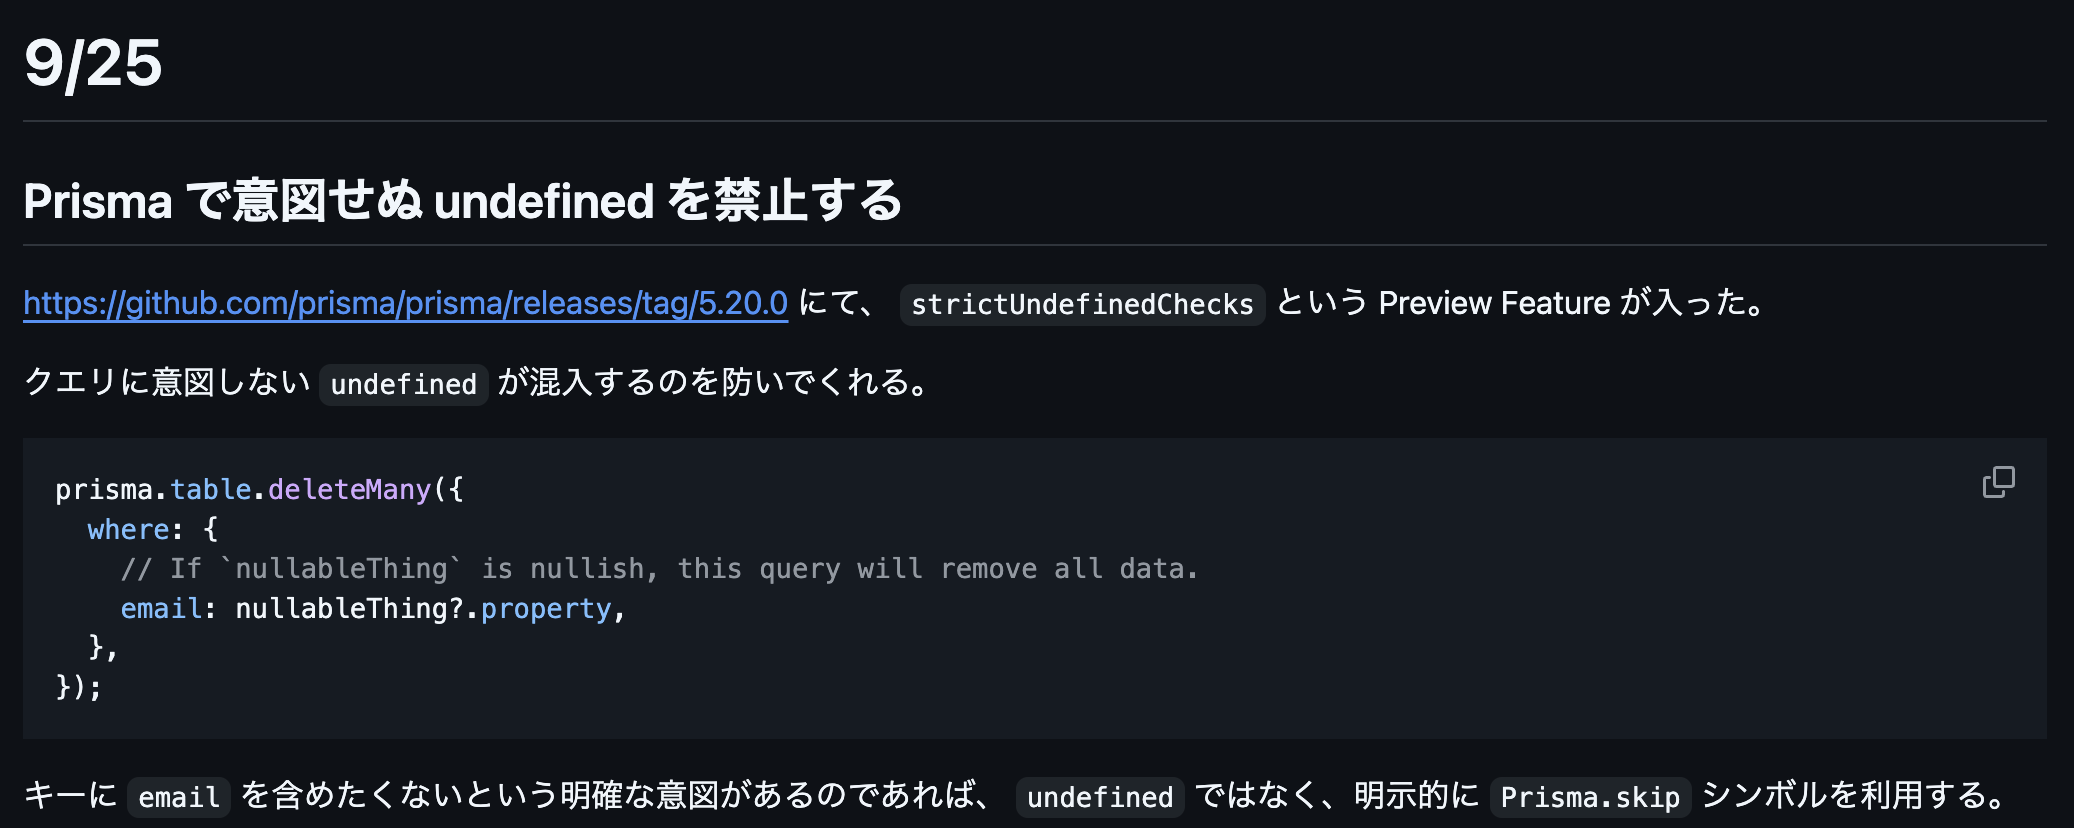 9/25
Prisma で意図せぬ undefined を禁止する
https://github.com/prisma/prisma/releases/tag/5.20.0 にて、 strictUndefinedChecks という Preview Feature が入った。
クエリに意図しない undefined が混入するのを防いでくれる。
prisma.table.deleteMany({
  where: {
    // If `nullableThing` is nullish, this query will remove all data.
    email: nullableThing?.property,
  },
});
キーに email を含めたくないという明確な意図があるのであれば、 undefined ではなく、明示的に Prisma.skip シンボルを利用する。